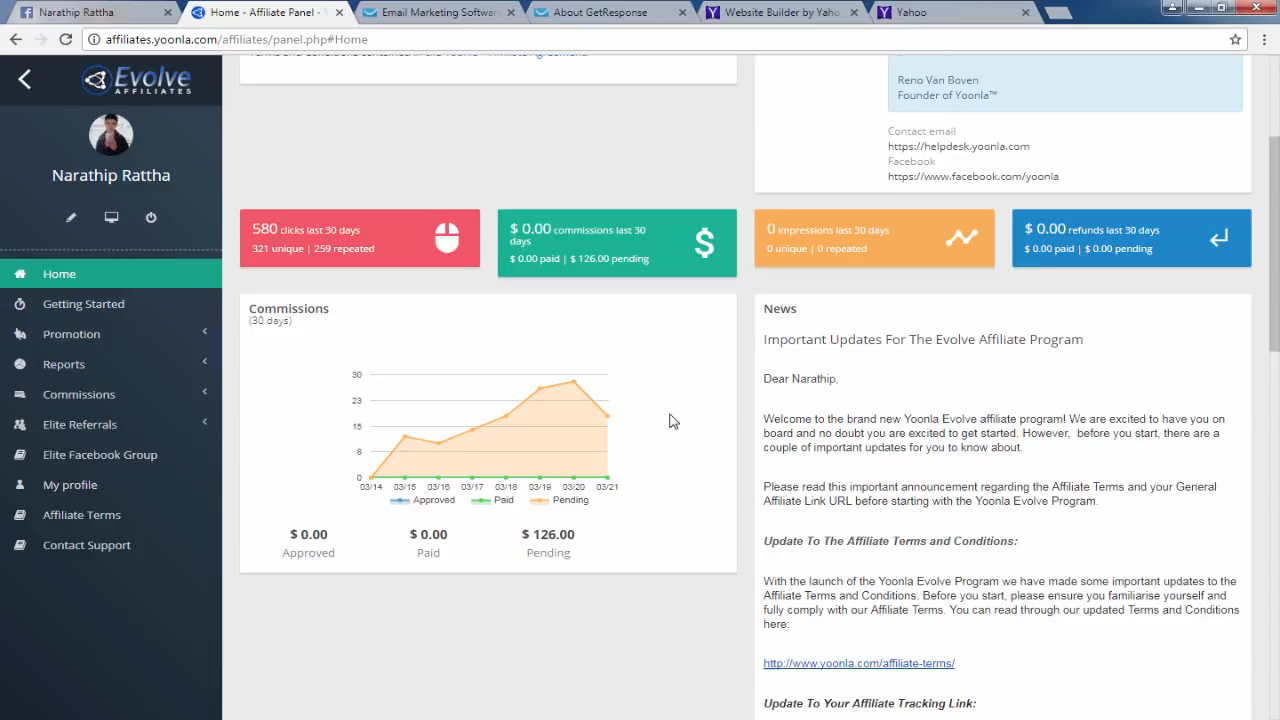 Narathip Rattha
Home - Affiliate Panel -
Email Marketing Softwar
About GetResponse
Website Builder by Yaho
Yahoo
affiliates.yoonla.com/affiliates/panel.php#Home
Evolve
AFFILIATES
Narathip Rattha
Home
Getting Started
Promotion
Reports
Commissions
Elite Referrals
Elite Facebook Group
My profile
Affiliate Terms
Contact Support
Reno Van Boven
Founder of Yoonla™
Contact email
https://helpdesk.yoonla.com
Facebook
https://www.facebook.com/yoonla
580 clicks last 30 days
321 unique | 259 repeated
$ 0.00 commissions last 30
days
$ 0.00 paid | $ 126.00 pending
0 impressions last 30 days
0 unique | 0 repeated
$ 0.00 refunds last 30 days
$ 0.00 paid | $ 0.00 pending
Commissions
(30 days)
30
23
15
8
0
03/14 03/15 03/16 03/17 03/18 03/19 03/20 03/21
Approved Paid Pending
$ 0.00 $ 0.00 $ 126.00
Approved Paid Pending
News
Important Updates For The Evolve Affiliate Program
Dear Narathip,
Welcome to the brand new Yoonla Evolve affiliate program! We are excited to have you on
board and no doubt you are excited to get started. However, before you start, there are a
couple of important updates for you to know about.
Please read this important announcement regarding the Affiliate Terms and your General
Affiliate Link URL before starting with the Yoonla Evolve Program.
Update To The Affiliate Terms and Conditions:
With the launch of the Yoonla Evolve Program we have made some important updates to the
Affiliate Terms and Conditions. Before you start, please ensure you familiarise yourself and
fully comply with our Affiliate Terms. You can read through our updated Terms and Conditions
here:
http://www.yoonla.com/affiliate-terms/
Update To Your Affiliate Tracking Link: